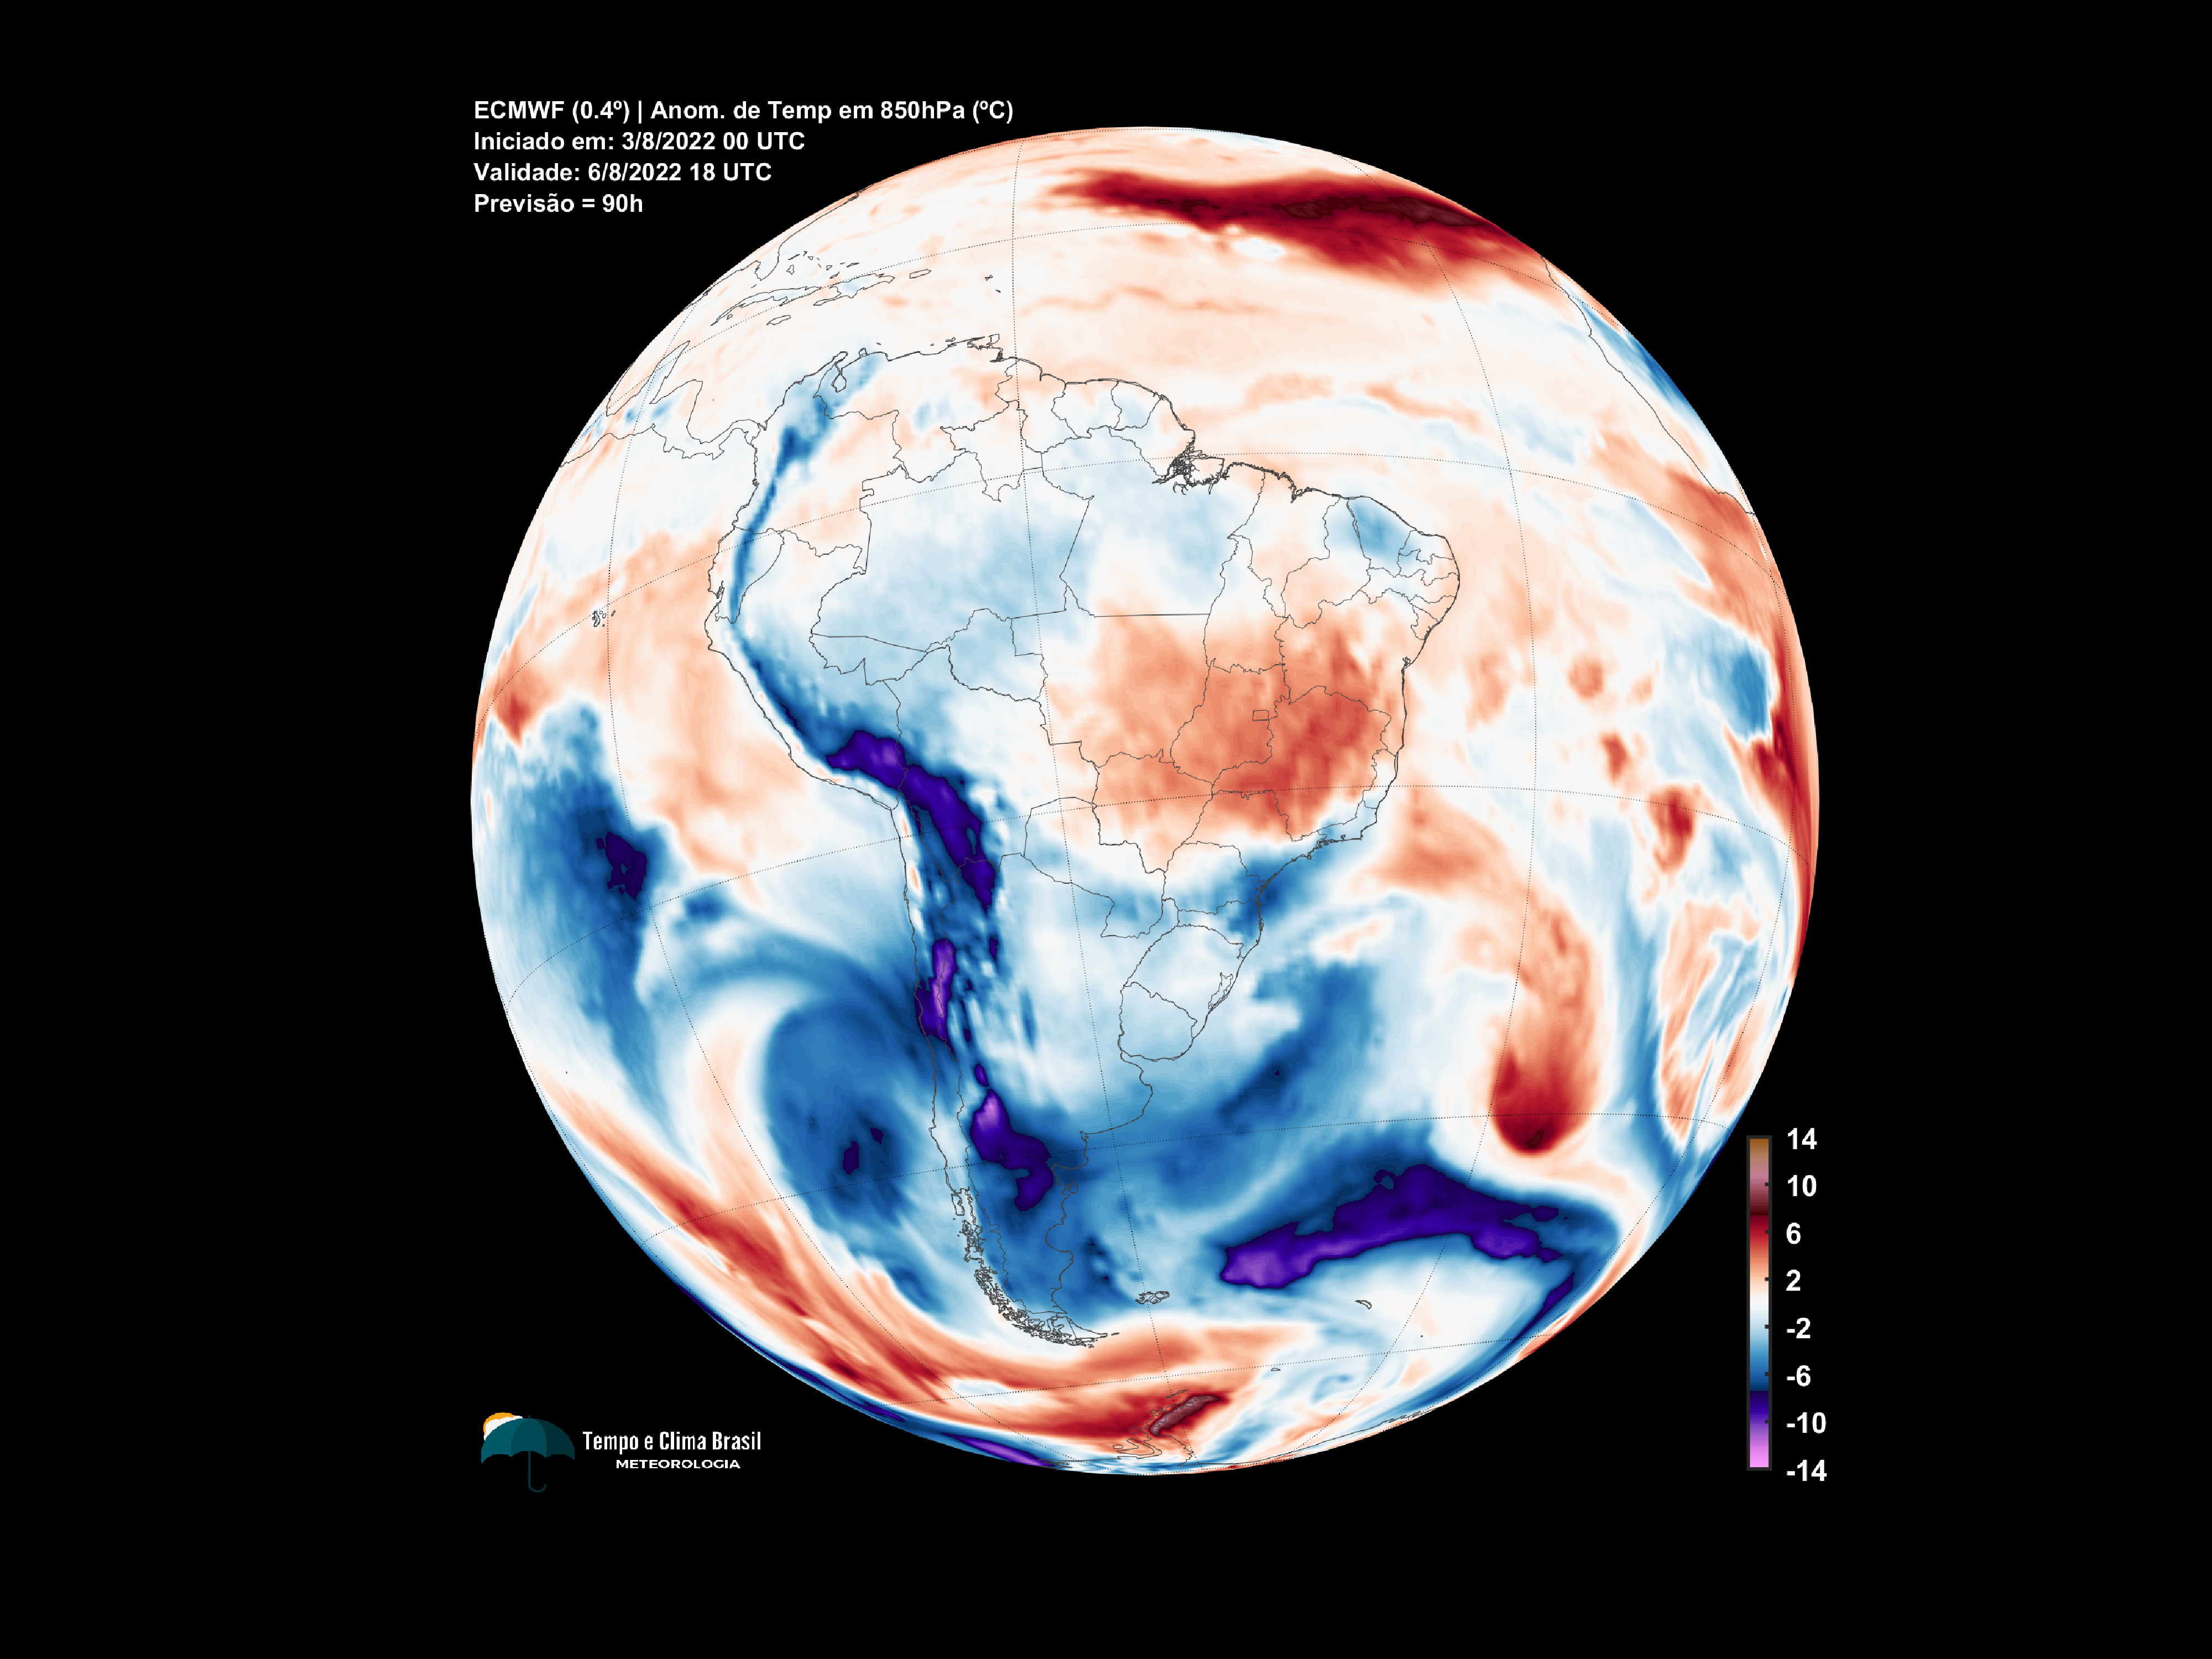 ECMWF (0.4º) | Anom. de Temp em 850hPa (ºC)
Iniciado em: 3/8/2022 00 UTC
Validade: 6/8/2022 18 UTC
Previsão = 90h
14
10
6
2
-2
-6
-10
-14
Tempo e Clima Brasil
METEOROLOGIA